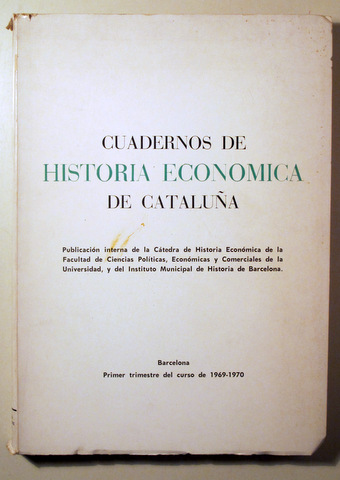 CUADERNOS DE
HISTORIA ECONOMICA
DE CATALUÑA
Publicación interna de la Cátedra de Historia Económica de la
Facultad de Ciencias Políticas, Económicas y Comerciales de la
Universidad, y del Instituto Municipal de Historia de Barcelona.
Barcelona
Primer trimestre del curso de 1969-1970